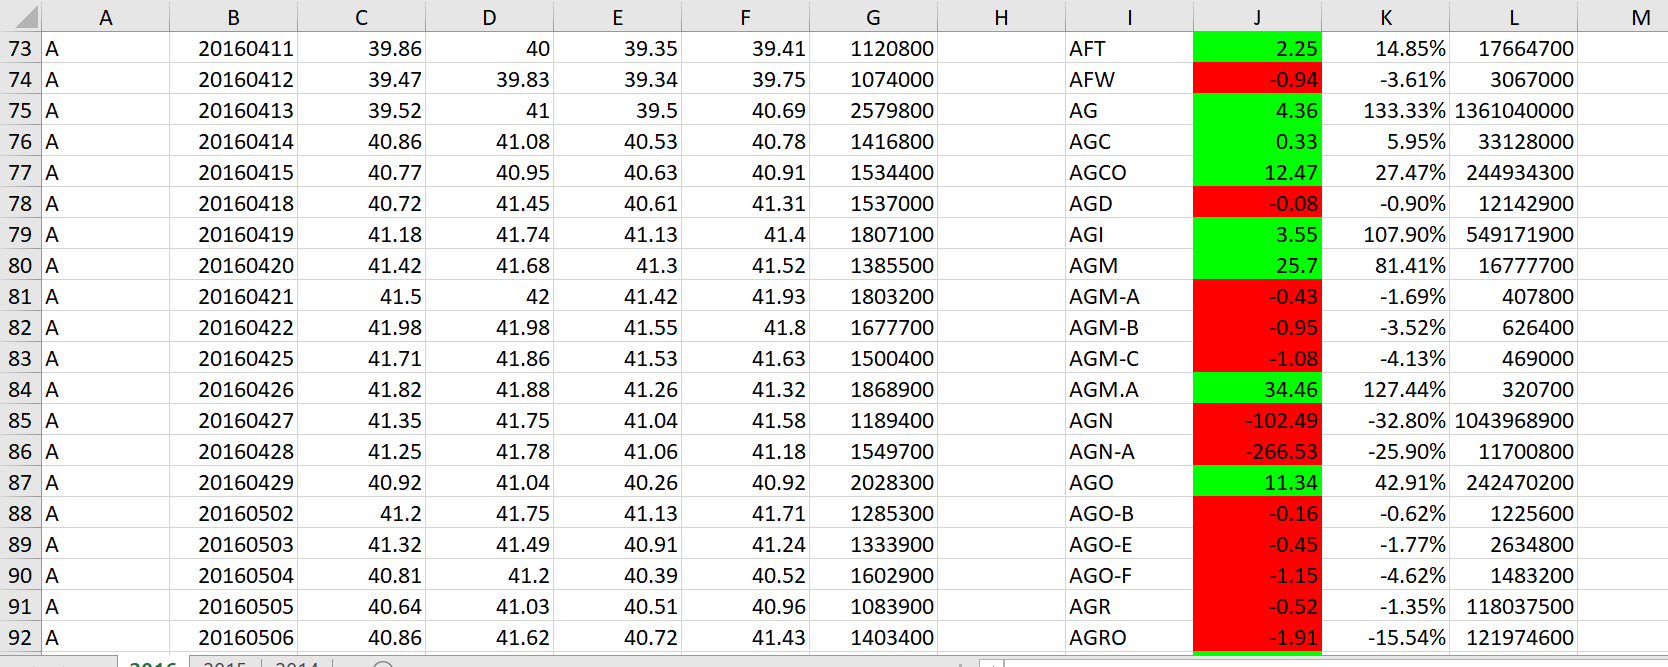 A B C D E F G H I J K L M
73 A 20160411 39.86 40 39.35 39.41 1120800 AFT 2.25 14.85% 17664700
74 A 20160412 39.47 39.83 39.34 39.75 1074000 AFW -0.94 -3.61% 3067000
75 A 20160413 39.52 41 39.5 40.69 2579800 AG 4.36 133.33% 1361040000
76 A 20160414 40.86 41.08 40.53 40.78 1416800 AGC 0.33 5.95% 33128000
77 A 20160415 40.77 40.95 40.63 40.91 1534400 AGCO 12.47 27.47% 244934300
78 A 20160418 40.72 41.45 40.61 41.31 1537000 AGD -0.08 -0.90% 12142900
79 A 20160419 41.18 41.74 41.13 41.4 1807100 AGI 3.55 107.90% 549171900
80 A 20160420 41.42 41.68 41.3 41.52 1385500 AGM 25.7 81.41% 16777700
81 A 20160421 41.5 42 41.42 41.93 1803200 AGM-A -0.43 -1.69% 407800
82 A 20160422 41.98 41.98 41.55 41.8 1677700 AGM-B -0.95 -3.52% 626400
83 A 20160425 41.71 41.86 41.53 41.63 1500400 AGM-C -1.08 -4.13% 469000
84 A 20160426 41.82 41.88 41.26 41.32 1868900 AGM.A 34.46 127.44% 320700
85 A 20160427 41.35 41.75 41.04 41.58 1189400 AGN -102.49 -32.80% 1043968900
86 A 20160428 41.25 41.78 41.06 41.18 1549700 AGN-A -266.53 -25.90% 11700800
87 A 20160429 40.92 41.04 40.26 40.92 2028300 AGO 11.34 42.91% 242470200
88 A 20160502 41.2 41.75 41.13 41.71 1285300 AGO-B -0.16 -0.62% 1225600
89 A 20160503 41.32 41.49 40.91 41.24 1333900 AGO-E -0.45 -1.77% 2634800
90 A 20160504 40.81 41.2 40.39 40.52 1602900 AGO-F -1.15 -4.62% 1483200
91 A 20160505 40.64 41.03 40.51 40.96 1083900 AGR -0.52 -1.35% 118037500
92 A 20160506 40.86 41.62 40.72 41.43 1403400 AGRO -1.91 -15.54% 121974600
2016 2015 2014